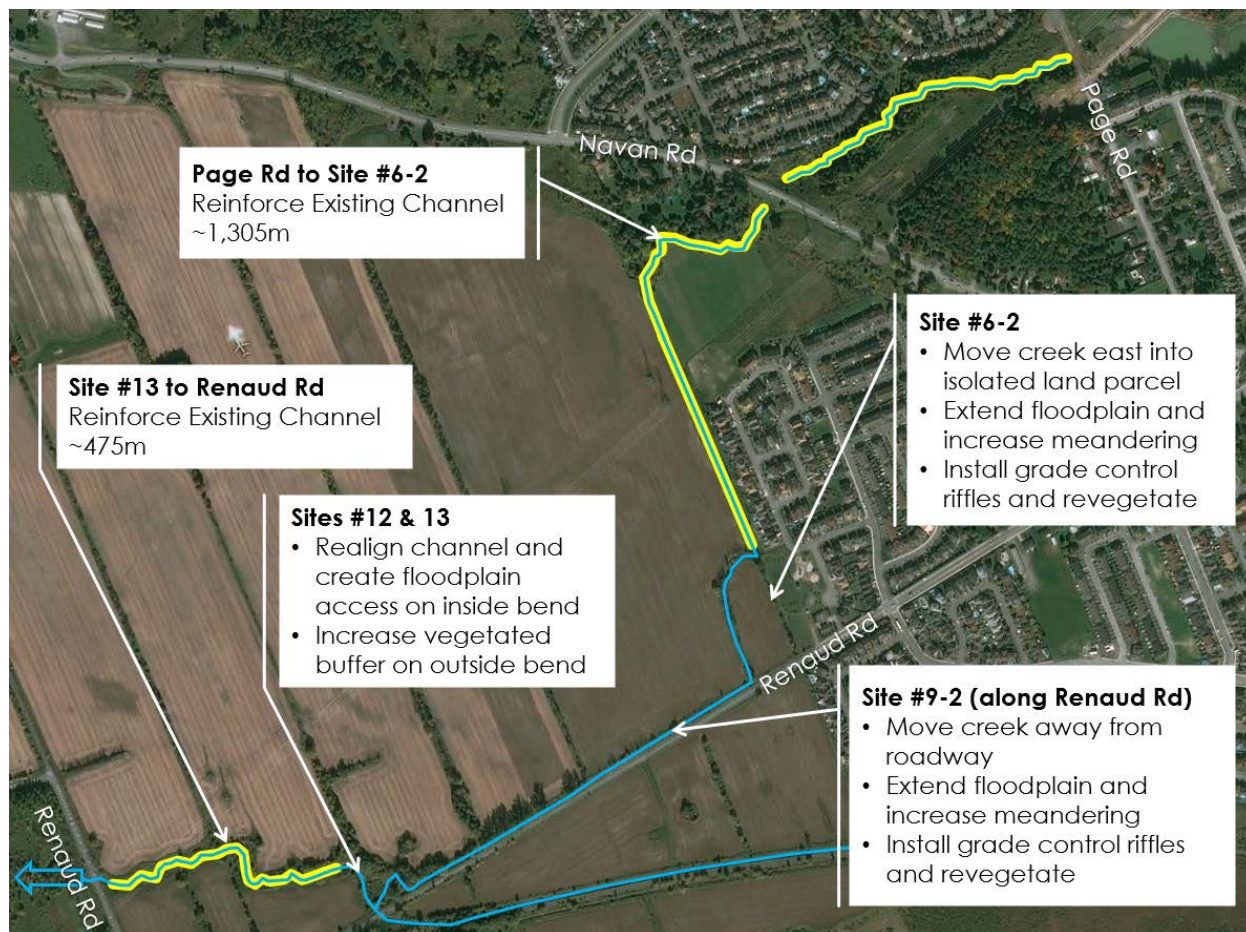 Navan Rd
Page Rd
Page Rd to Site #6-2
Reinforce Existing Channel
~1,305m
Site #6-2
• Move creek east into
isolated land parcel
• Extend floodplain and
increase meandering
• Install grade control
riffles and revegetate
Site #13 to Renaud Rd
Reinforce Existing Channel
~475m
Sites #12 & 13
• Realign channel and
create floodplain
access on inside bend
• Increase vegetated
buffer on outside bend
Renaud Rd
Site #9-2 (along Renaud Rd)
• Move creek away from
roadway
• Extend floodplain and
increase meandering
• Install grade control riffles
and revegetate
Renaud Rd